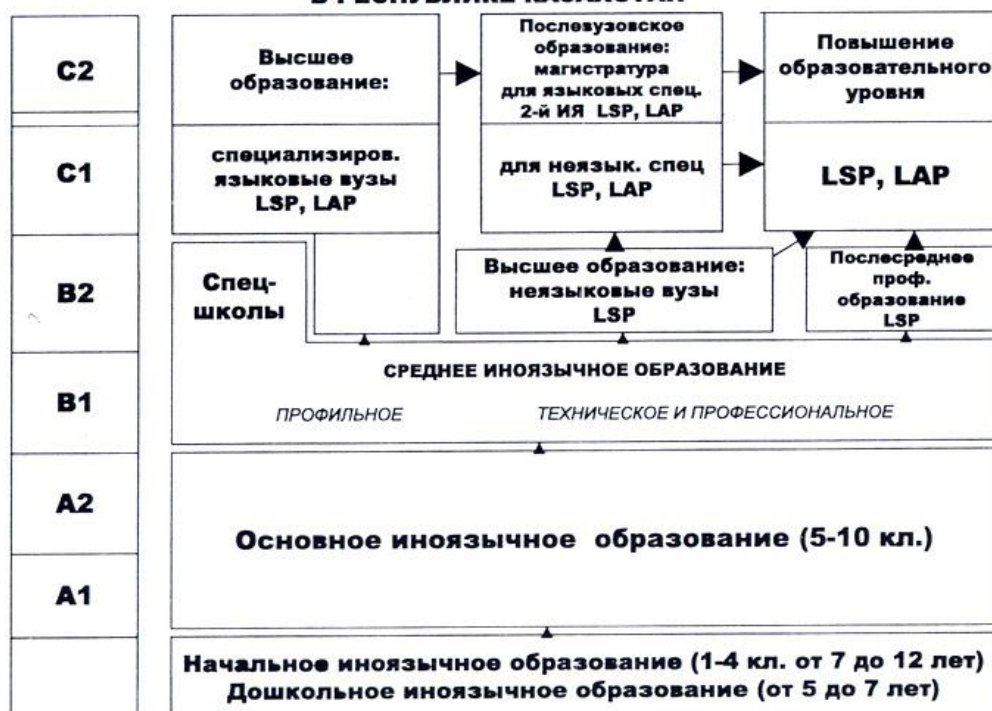 В РЕСПУБЛИКЕ КАЗАХСТАН
C2
Высшее
образование:
Послевузовское
образование:
магистратура
для языковых спец.
2-й ИЯ LSP, LAP
Повышение
образовательного
уровня
C1
специализиров.
языковые вузы
LSP, LAP
для неязык. спец
LSP, LAP
LSP, LAP
B2
Спец-
школы
Высшее образование:
неязыковые вузы
LSP
Послесреднее
проф.
образование
LSP
B1
СРЕДНЕЕ ИНОЯЗЫЧНОЕ ОБРАЗОВАНИЕ
ПРОФИЛЬНОЕ
ТЕХНИЧЕСКОЕ И ПРОФЕССИОНАЛЬНОЕ
A2
Основное иноязычное образование (5-10 кл.)
A1
Начальное иноязычное образование (1-4 кл. от 7 до 12 лет)
Дошкольное иноязычное образование (от 5 до 7 лет)